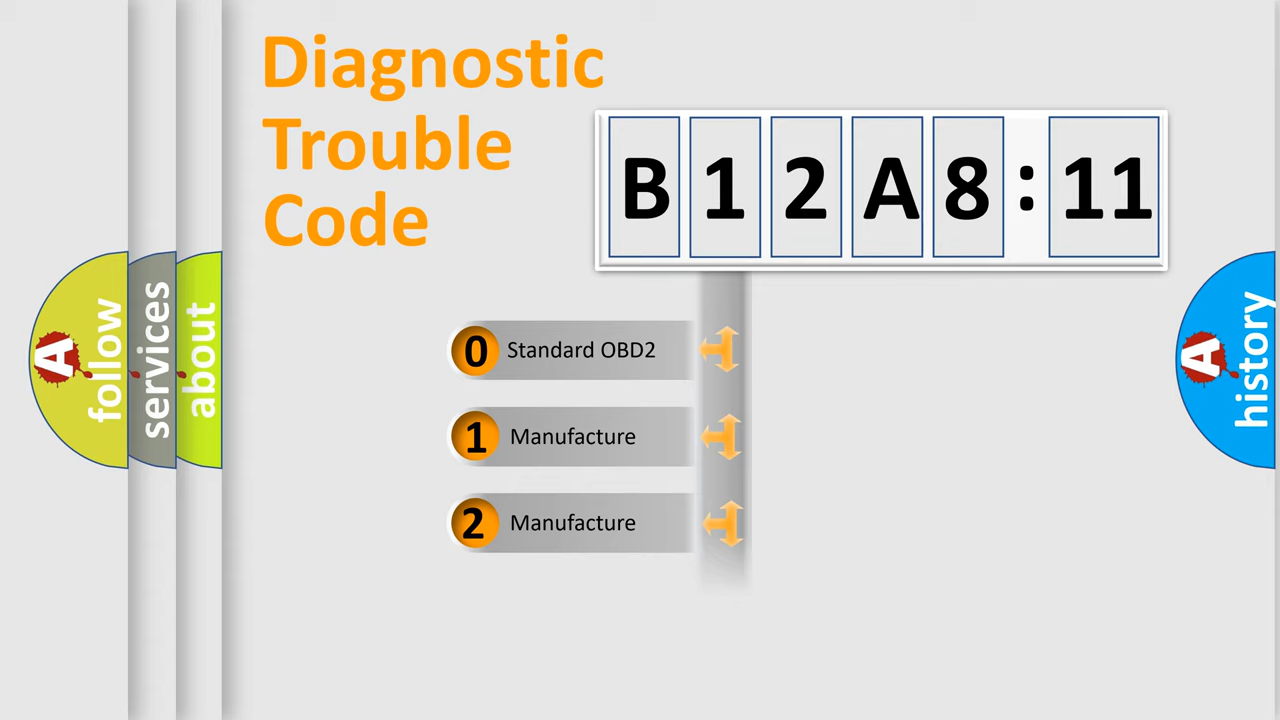 Diagnostic
Trouble
Code
B 1 2 A 8 : 11
0 Standard OBD2
1 Manufacture
2 Manufacture
A follow
services
about
A history